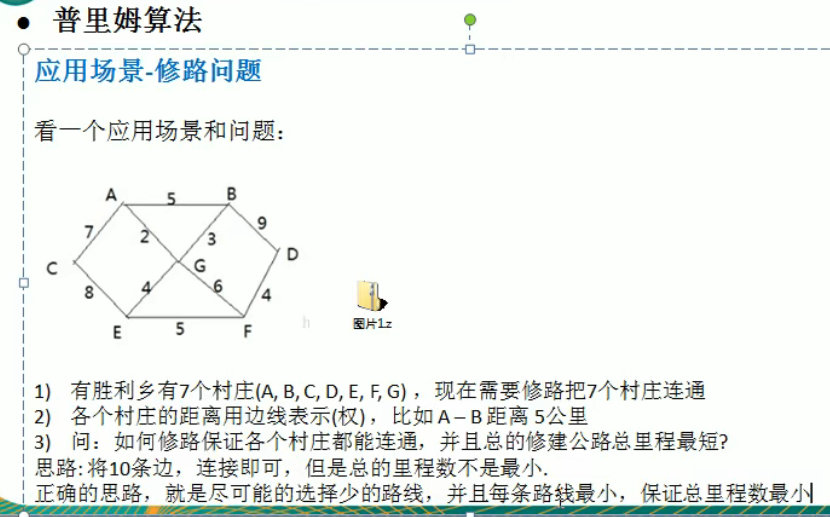 ● 普里姆算法
应用场景-修路问题
看一个应用场景和问题：
A 5 B
7 2 3 9
C G D
8 4 6 4
E 5 F
h
图片1.z
1) 有胜利乡有7个村庄(A, B, C, D, E, F, G) ，现在需要修路把7个村庄连通
2) 各个村庄的距离用边线表示(权) ，比如 A – B 距离 5公里
3) 问：如何修路保证各个村庄都能连通，并且总的修建公路总里程最短?
思路: 将10条边，连接即可，但是总的里程数不是最小.
正确的思路，就是尽可能的选择少的路线，并且每条路线最小，保证总里程数最小